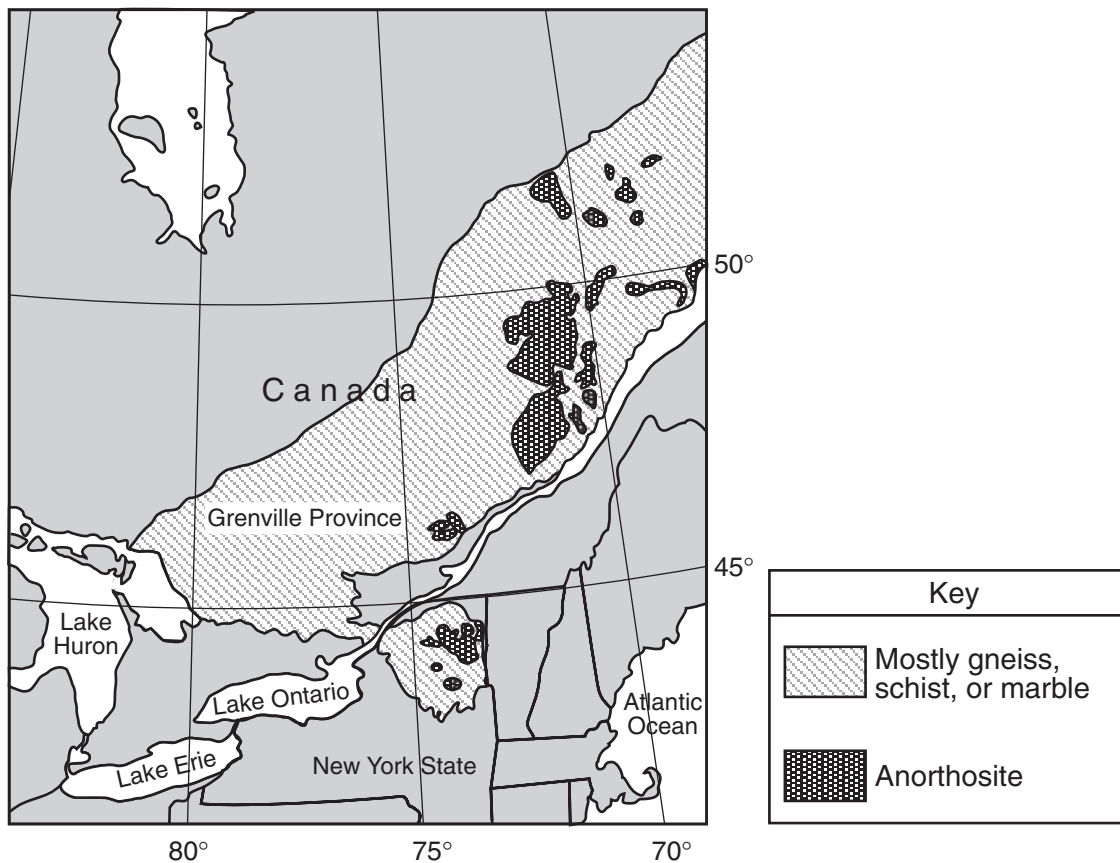 50°
Canada
Grenville Province
45°
Key
Lake
Huron
Mostly gneiss,
schist, or marble
Lake Ontario
Atlantic
Ocean
Lake Erie
New York State
Anorthosite
80°
75°
70°